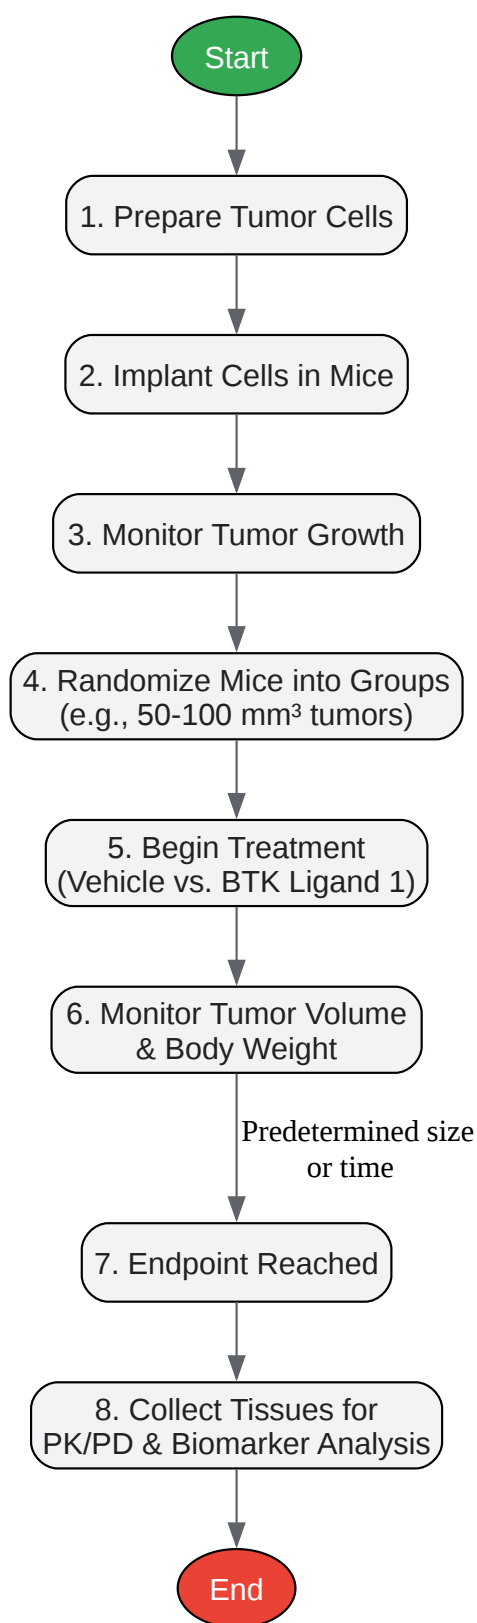 Start
1. Prepare Tumor Cells
2. Implant Cells in Mice
3. Monitor Tumor Growth
4. Randomize Mice into Groups
(e.g., 50-100 mm³ tumors)
5. Begin Treatment
(Vehicle vs. BTK Ligand 1)
6. Monitor Tumor Volume
& Body Weight
Predetermined size
or time
7. Endpoint Reached
8. Collect Tissues for
PK/PD & Biomarker Analysis
End